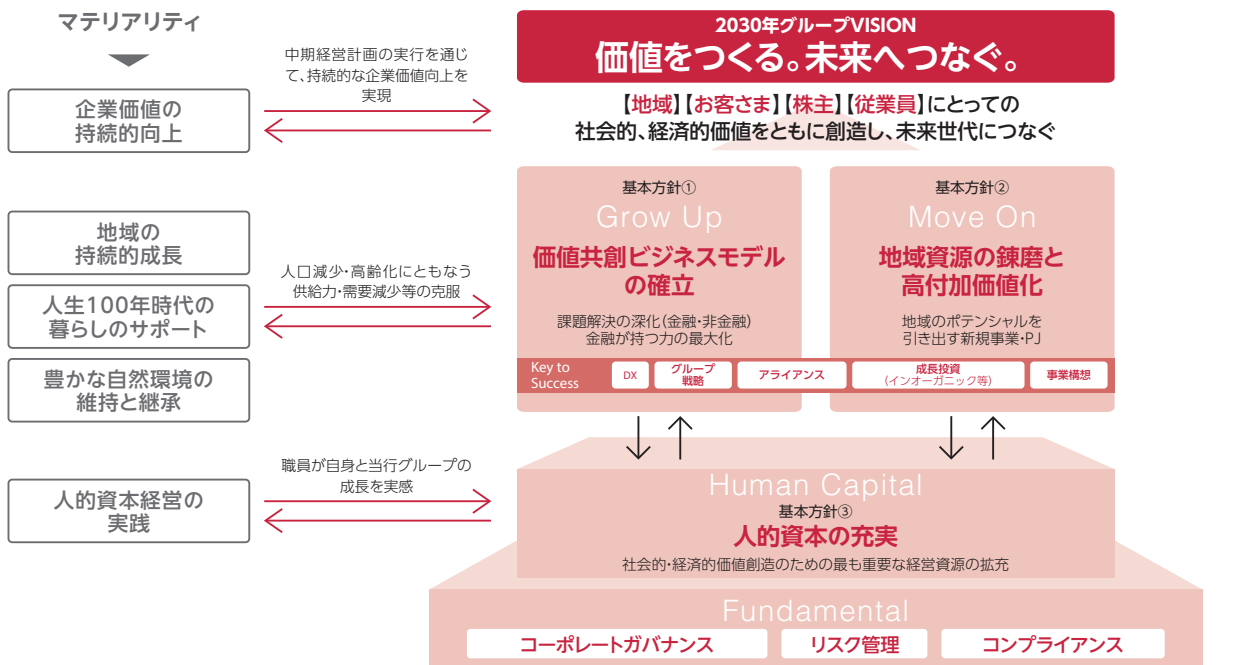 マテリアリティ
企業価値の
持続的向上
地域の
持続的成長
人生100年時代の
暮らしのサポート
豊かな自然環境の
維持と継承
人的資本経営の
実践
中期経営計画の実行を通じ
て、持続的な企業価値向上を
実現
人口減少・高齢化にともなう
供給力・需要減少等の克服
職員が自身と当行グループの
成長を実感
2030年グループVISION
価値をつくる。未来へつなぐ。
【地域】【お客さま】【株主】【従業員】にとっての
社会的、経済的価値をともに創造し、未来世代につなぐ
基本方針①
Grow Up
価値共創ビジネスモデル
の確立
課題解決の深化（金融・非金融）
金融が持つ力の最大化
基本方針②
Move On
地域資源の錬磨と
高付加価値化
地域のポテンシャルを
引き出す新規事業・PJ
Key to
Success
DX
グループ
戦略
アライアンス
成長投資
（インオーガニック等）
事業構想
Human Capital
基本方針③
人的資本の充実
社会的・経済的価値創造のための最も重要な経営資源の拡充
Fundamental
コーポレートガバナンス
リスク管理
コンプライアンス